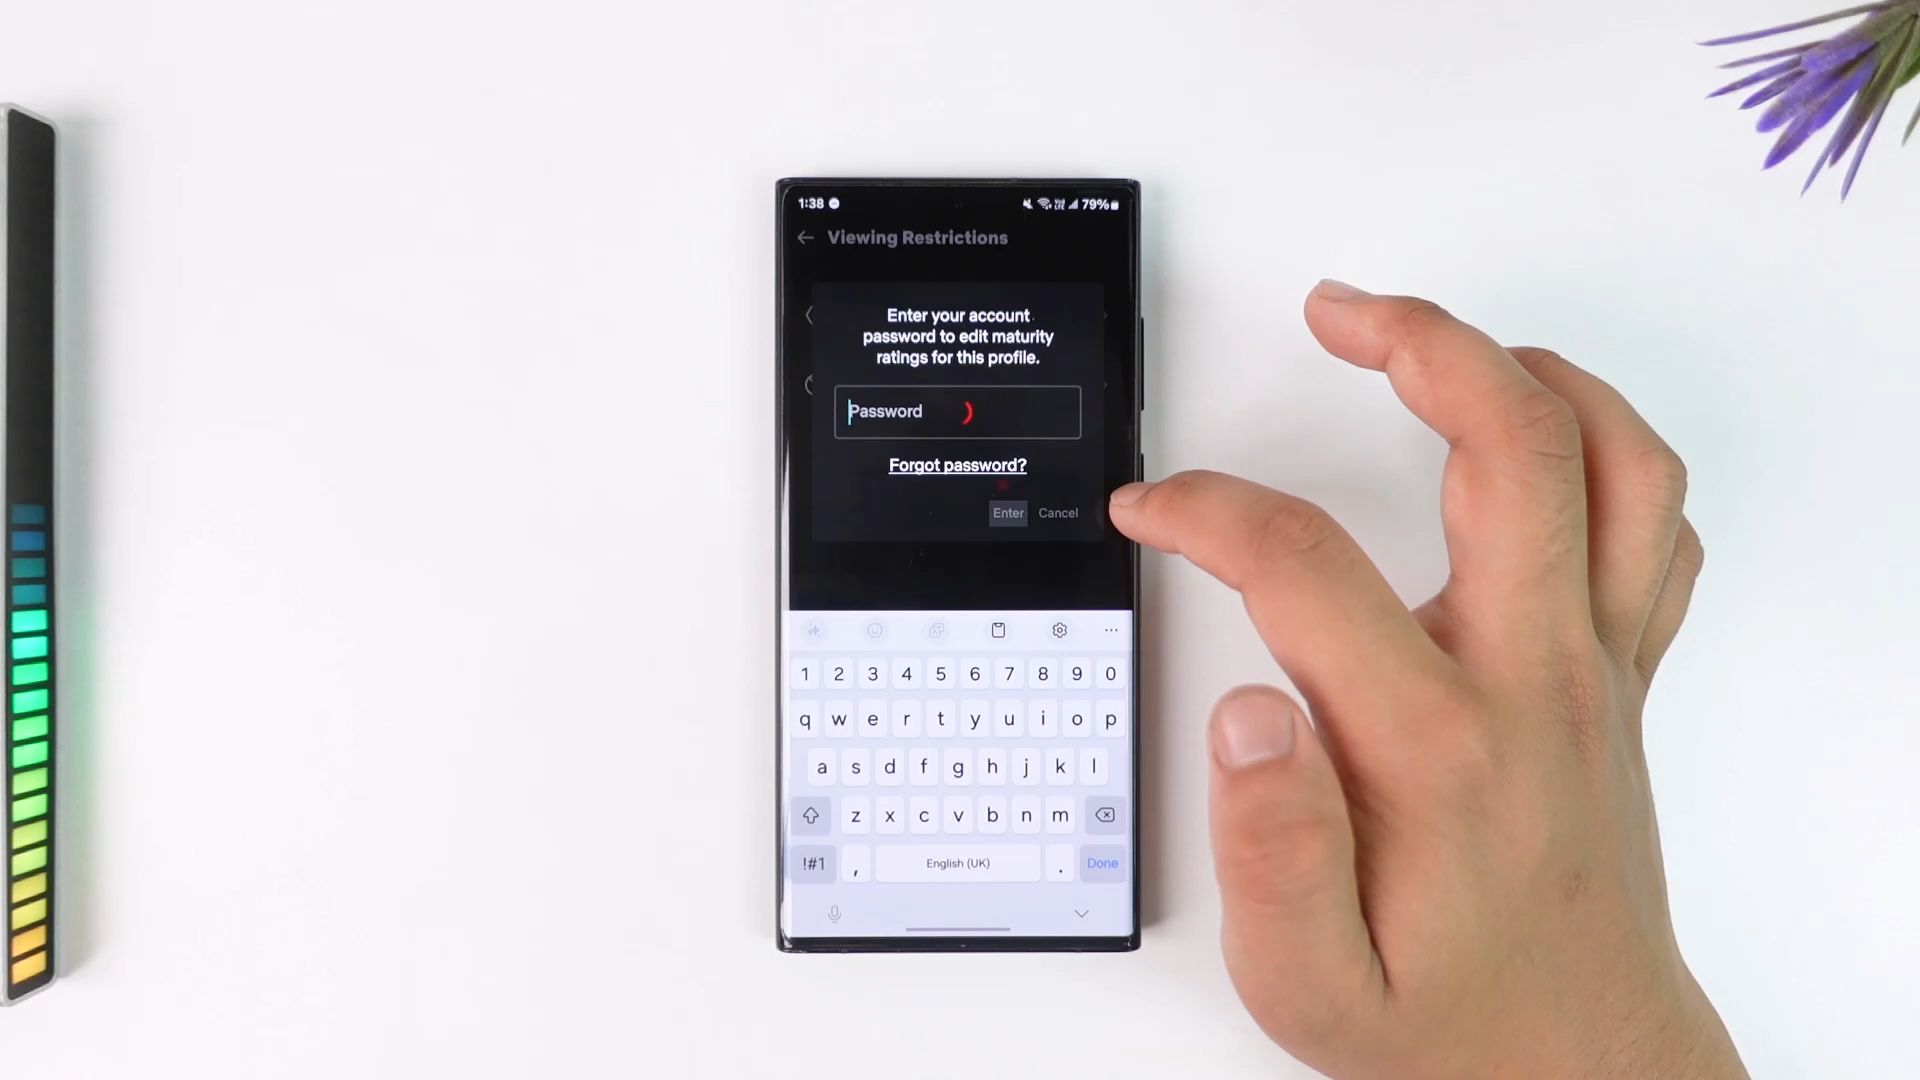 1:38
79%
Viewing Restrictions
Enter your account
password to edit maturity
ratings for this profile.
Password
Forgot password?
Enter Cancel
1 2 3 4 5 6 7 8 9 0
q w e r t y u i o p
a s d f g h j k l
z x c v b n m
!#1 , English (UK) . Done